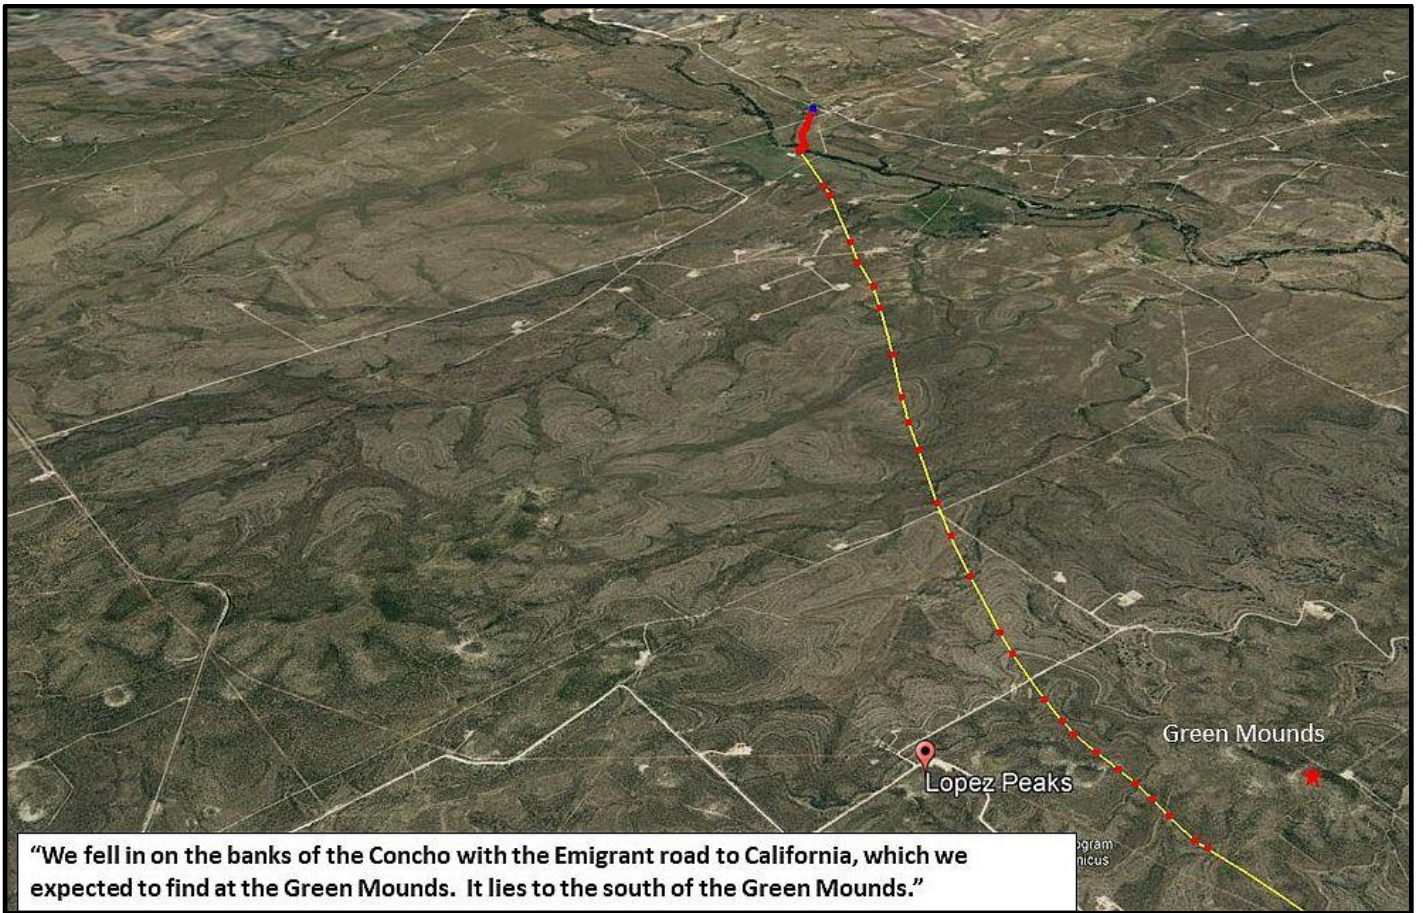 Green Mounds
Lopez Peaks
“We fell in on the banks of the Concho with the Emigrant road to California, which we
expected to find at the Green Mounds.  It lies to the south of the Green Mounds.”